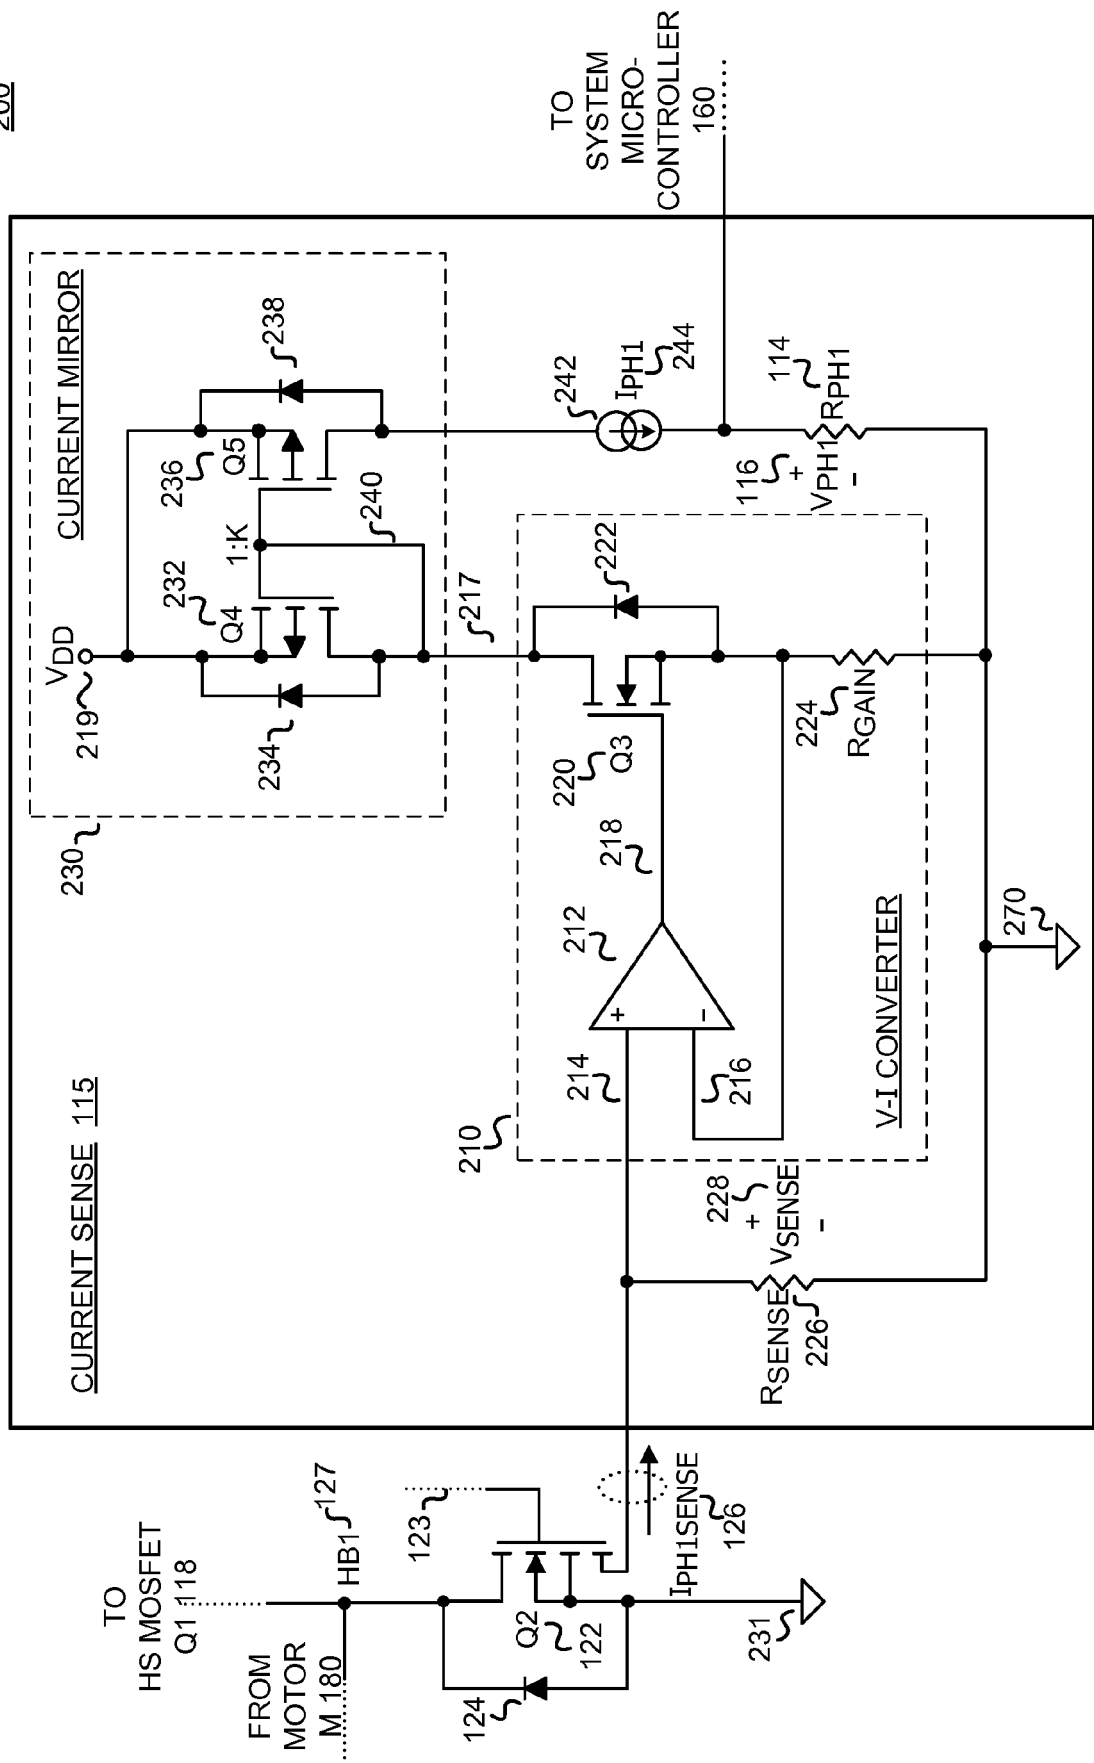 200
TO
HS MOSFET
Q1 118
FROM
MOTOR
M 180
HB1
127
123
124
Q2
122
231
IPH1SENSE
126
CURRENT SENSE 115
RSENSE
226
228
+
VSENSE
-
210
V-I CONVERTER
214
216
+
-
212
218
220
Q3
222
224
RGAIN
217
270
230
CURRENT MIRROR
219
VDD
234
232
Q4
1:K
236
Q5
238
240
242
IPH1
244
116
+
VPH1
-
114
RPH1
TO
SYSTEM
MICRO-
CONTROLLER
160